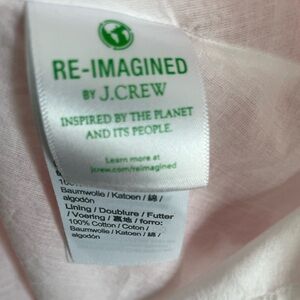 RE-IMAGINED
BY J.CREW
INSPIRED BY THE PLANET
AND ITS PEOPLE.
Learn more at
jcrew.com/reimagined
Baumwolle / Katoen / 綿 /
algodón
Lining / Doublure / Futter
/ Voering / 裏地 / forro:
100% Cotton / Coton /
Baumwolle / Katoen / 綿 /
algodón